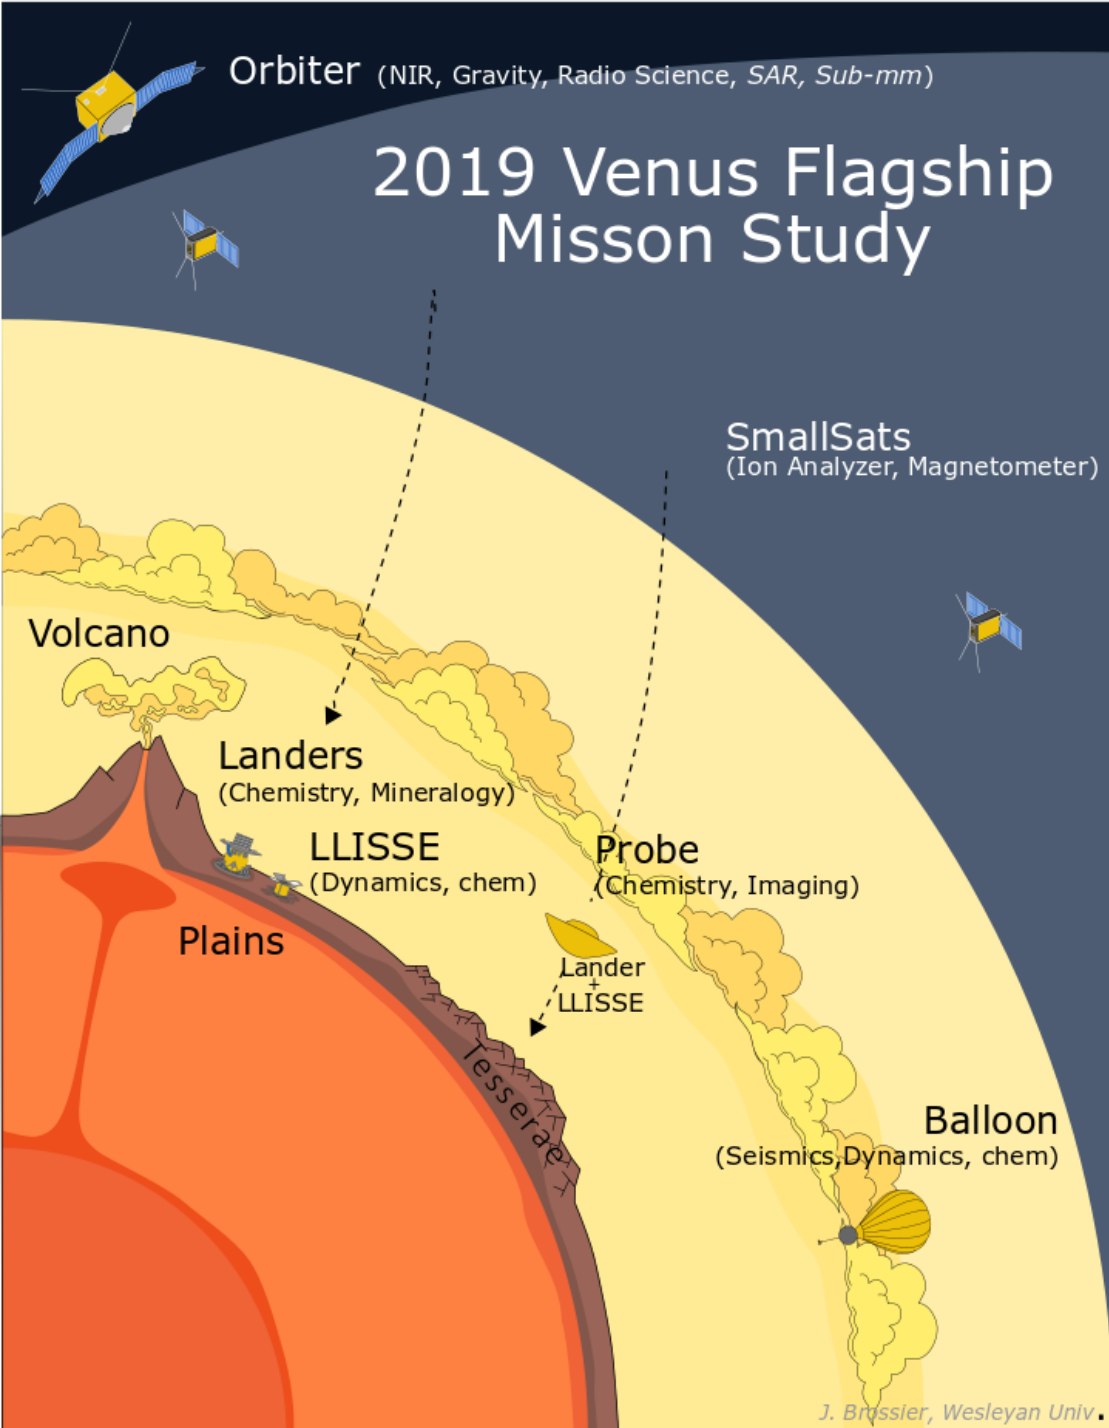 Orbiter (NIR, Gravity, Radio Science, SAR, Sub-mm)
2019 Venus Flagship
Misson Study
SmallSats
(Ion Analyzer, Magnetometer)
Volcano
Landers
(Chemistry, Mineralogy)
LLISSE
(Dynamics, chem)
Probe
(Chemistry, Imaging)
Plains
Lander
+
LLISSE
Tesserae
Balloon
(Seismics,Dynamics, chem)
J. Brossier, Wesleyan Univ.